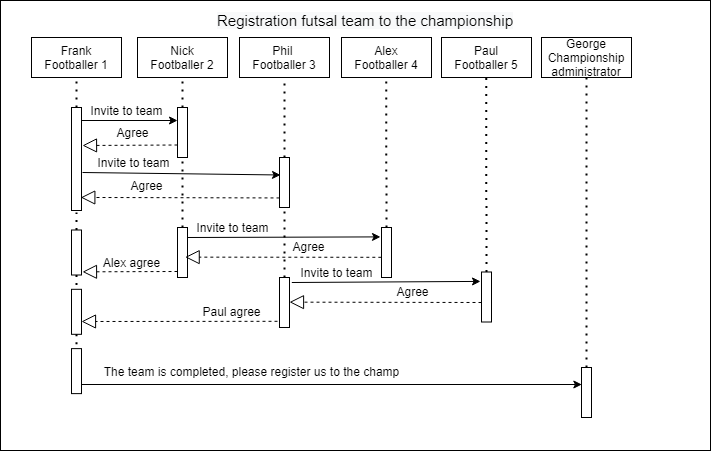 Registration futsal team to the championship
Frank
Footballer 1
Nick
Footballer 2
Phil
Footballer 3
Alex
Footballer 4
Paul
Footballer 5
George
Championship
administrator
Invite to team
Agree
Invite to team
Agree
Invite to team
Agree
Alex agree
Invite to team
Agree
Paul agree
The team is completed, please register us to the champ